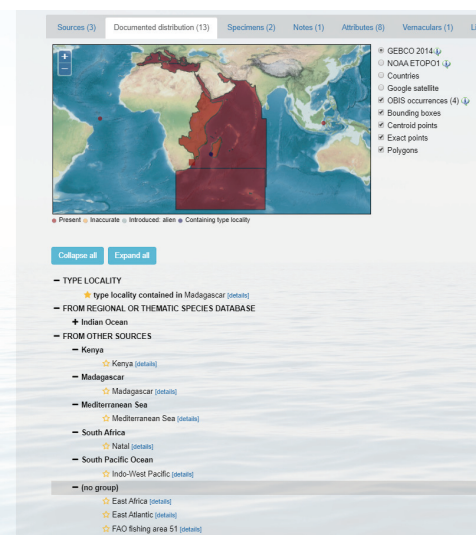 Sources (3) Documented distribution (13) Specimens (2) Notes (1) Attributes (8) Vernaculars (1)
GEBCO 2014
NOAA ETOPO1
Countries
Google satellite
OBIS occurrences (4)
Bounding boxes
Centroid points
Exact points
Polygons
+
−
Present Inaccurate Introduced: alien Containing type locality
Collapse all Expand all
− TYPE LOCALITY
type locality contained in Madagascar [details]
− FROM REGIONAL OR THEMATIC SPECIES DATABASE
+ Indian Ocean
− FROM OTHER SOURCES
− Kenya
Kenya [details]
− Madagascar
Madagascar [details]
− Mediterranean Sea
Mediterranean Sea [details]
− South Africa
Natal [details]
− South Pacific Ocean
Indo-West Pacific [details]
− (no group)
East Africa [details]
East Atlantic [details]
FAO fishing area 51 [details]